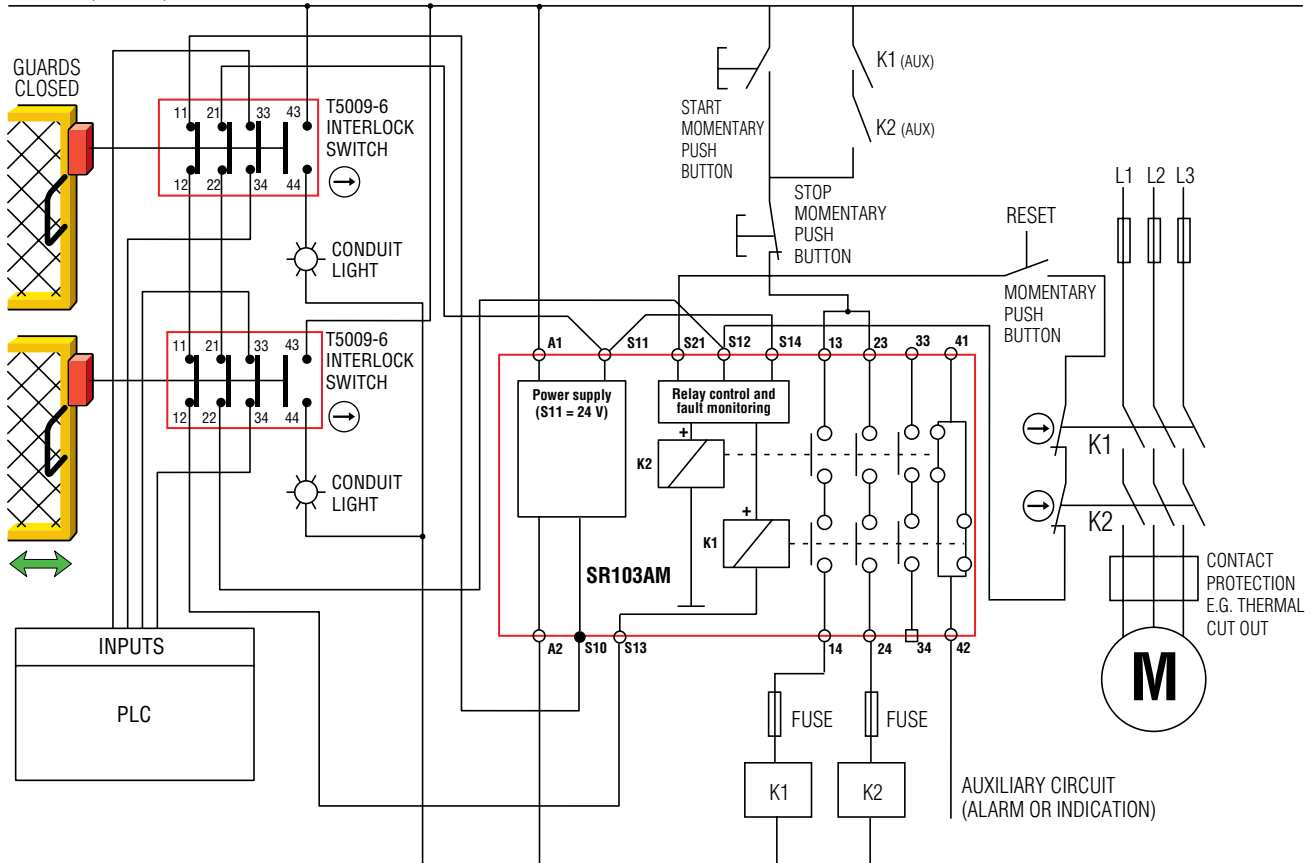 GUARDS
CLOSED
11 21 33 43
12 22 34 44
T5009-6
INTERLOCK
SWITCH
CONDUIT
LIGHT
11 21 33 43
12 22 34 44
T5009-6
INTERLOCK
SWITCH
CONDUIT
LIGHT
INPUTS
PLC
START
MOMENTARY
PUSH
BUTTON
K1 (AUX)
K2 (AUX)
STOP
MOMENTARY
PUSH
BUTTON
RESET
MOMENTARY
PUSH
BUTTON
L1 L2 L3
A1 S11 S21 S12 S14 13 23 33 41
Power supply
(S11 = 24 V)
Relay control and
fault monitoring
+
K2
+
K1
SR103AM
A2 S10 S13 14 24 34 42
FUSE
FUSE
K1
K2
AUXILIARY CIRCUIT
(ALARM OR INDICATION)
K1
K2
CONTACT
PROTECTION
E.G. THERMAL
CUT OUT
M